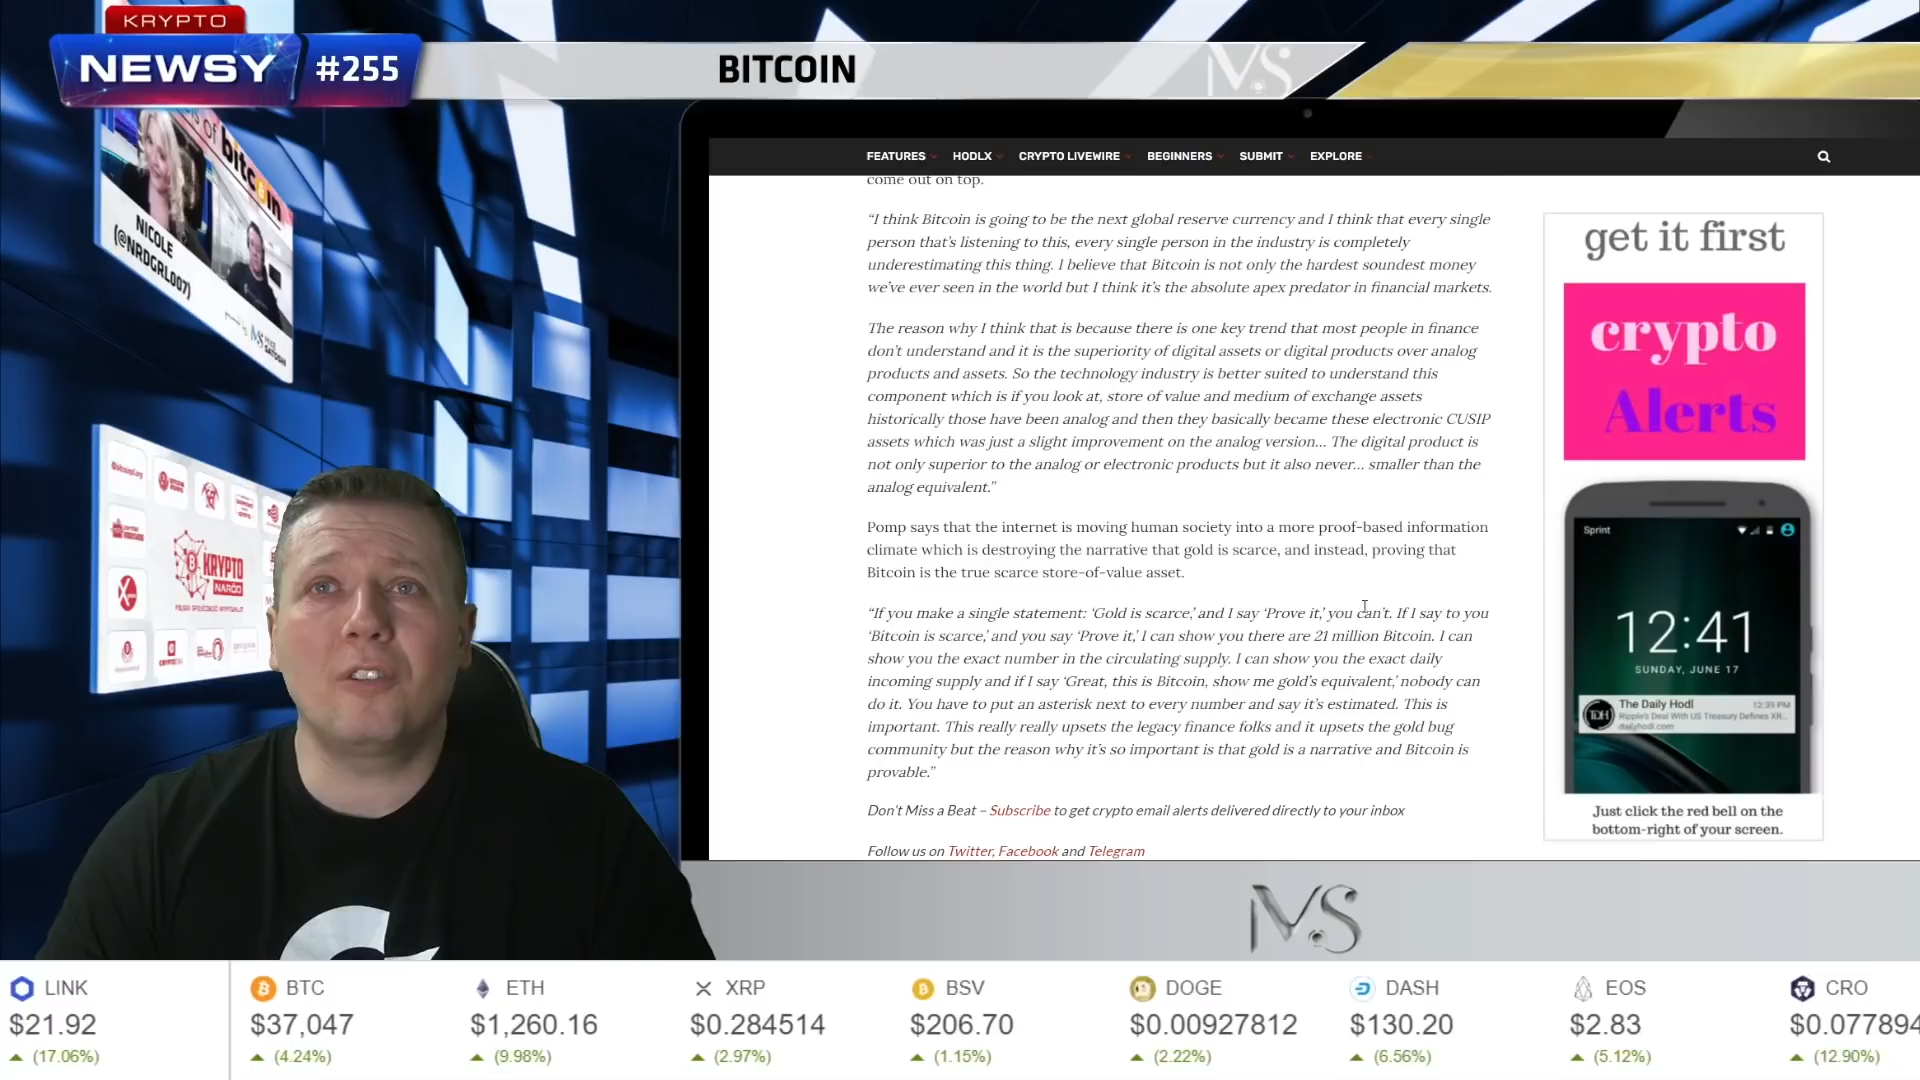 KRYPTO
NEWSY
#255
BITCOIN
MS
bitcoin
NICOLE
(@NRDGRL007)
KRYPTO
NARÓD
FEATURES
HODLX
CRYPTO LIVEWIRE
BEGINNERS
SUBMIT
EXPLORE
come out on top.
“I think Bitcoin is going to be the next global reserve currency and I think that every single
person that’s listening to this, every single person in the industry is completely
underestimating this thing. I believe that Bitcoin is not only the hardest soundest money
we’ve ever seen in the world but I think it’s the absolute apex predator in financial markets.
The reason why I think that is because there is one key trend that most people in finance
don’t understand and it is the superiority of digital assets or digital products over analog
products and assets. So the technology industry is better suited to understand this
component which is if you look at, store of value and medium of exchange assets
historically those have been analog and then they basically became these electronic CUSIP
assets which was just a slight improvement on the analog version… The digital product is
not only superior to the analog or electronic products but it also never… smaller than the
analog equivalent.”
Pomp says that the internet is moving human society into a more proof-based information
climate which is destroying the narrative that gold is scarce, and instead, proving that
Bitcoin is the true scarce store-of-value asset.
“If you make a single statement: ‘Gold is scarce,’ and I say ‘Prove it,’ you can’t. If I say to you
‘Bitcoin is scarce,’ and you say ‘Prove it,’ I can show you there are 21 million Bitcoin. I can
show you the exact number in the circulating supply. I can show you the exact daily
incoming supply and if I say ‘Great, this is Bitcoin, show me gold’s equivalent,’ nobody can
do it. You have to put an asterisk next to every number and say it’s estimated. This is
important. This really really upsets the legacy finance folks and it upsets the gold bug
community but the reason why it’s so important is that gold is a narrative and Bitcoin is
provable.”
Don't Miss a Beat – Subscribe to get crypto email alerts delivered directly to your inbox
Follow us on Twitter, Facebook and Telegram
get it first
crypto
Alerts
Sprint
12:41
SUNDAY, JUNE 17
The Daily Hodl
12:39 PM
Ripple's Deal With US Treasury Defines XR...
dailyhodl.com
Just click the red bell on the
bottom-right of your screen.
MS
LINK
$21.92
(17.06%)
BTC
$37,047
(4.24%)
ETH
$1,260.16
(9.98%)
XRP
$0.284514
(2.97%)
BSV
$206.70
(1.15%)
DOGE
$0.00927812
(2.22%)
DASH
$130.20
(6.56%)
EOS
$2.83
(5.12%)
CRO
$0.077894
(12.90%)